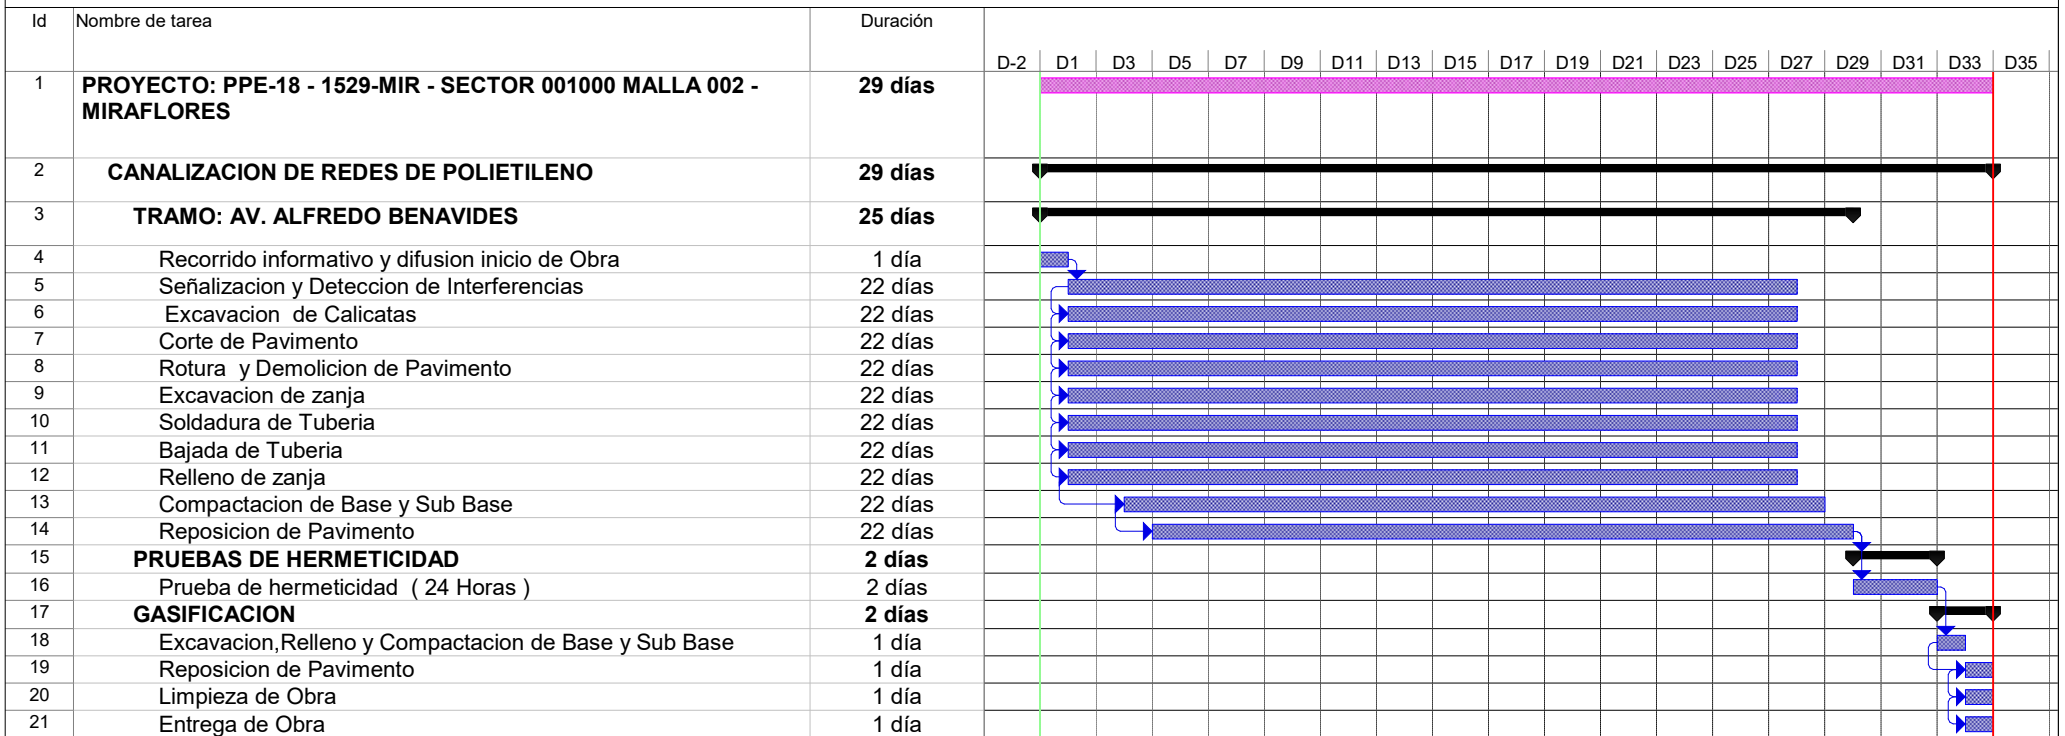 Id Nombre de tarea Duración
D-2 D1 D3 D5 D7 D9 D11 D13 D15 D17 D19 D21 D23 D25 D27 D29 D31 D33 D35
1 PROYECTO: PPE-18 - 1529-MIR - SECTOR 001000 MALLA 002 - 29 días
MIRAFLORES
2 CANALIZACION DE REDES DE POLIETILENO 29 días
3 TRAMO: AV. ALFREDO BENAVIDES 25 días
4 Recorrido informativo y difusion inicio de Obra 1 día
5 Señalizacion y Deteccion de Interferencias 22 días
6 Excavacion de Calicatas 22 días
7 Corte de Pavimento 22 días
8 Rotura y Demolicion de Pavimento 22 días
9 Excavacion de zanja 22 días
10 Soldadura de Tuberia 22 días
11 Bajada de Tuberia 22 días
12 Relleno de zanja 22 días
13 Compactacion de Base y Sub Base 22 días
14 Reposicion de Pavimento 22 días
15 PRUEBAS DE HERMETICIDAD 2 días
16 Prueba de hermeticidad ( 24 Horas ) 2 días
17 GASIFICACION 2 días
18 Excavacion,Relleno y Compactacion de Base y Sub Base 1 día
19 Reposicion de Pavimento 1 día
20 Limpieza de Obra 1 día
21 Entrega de Obra 1 día